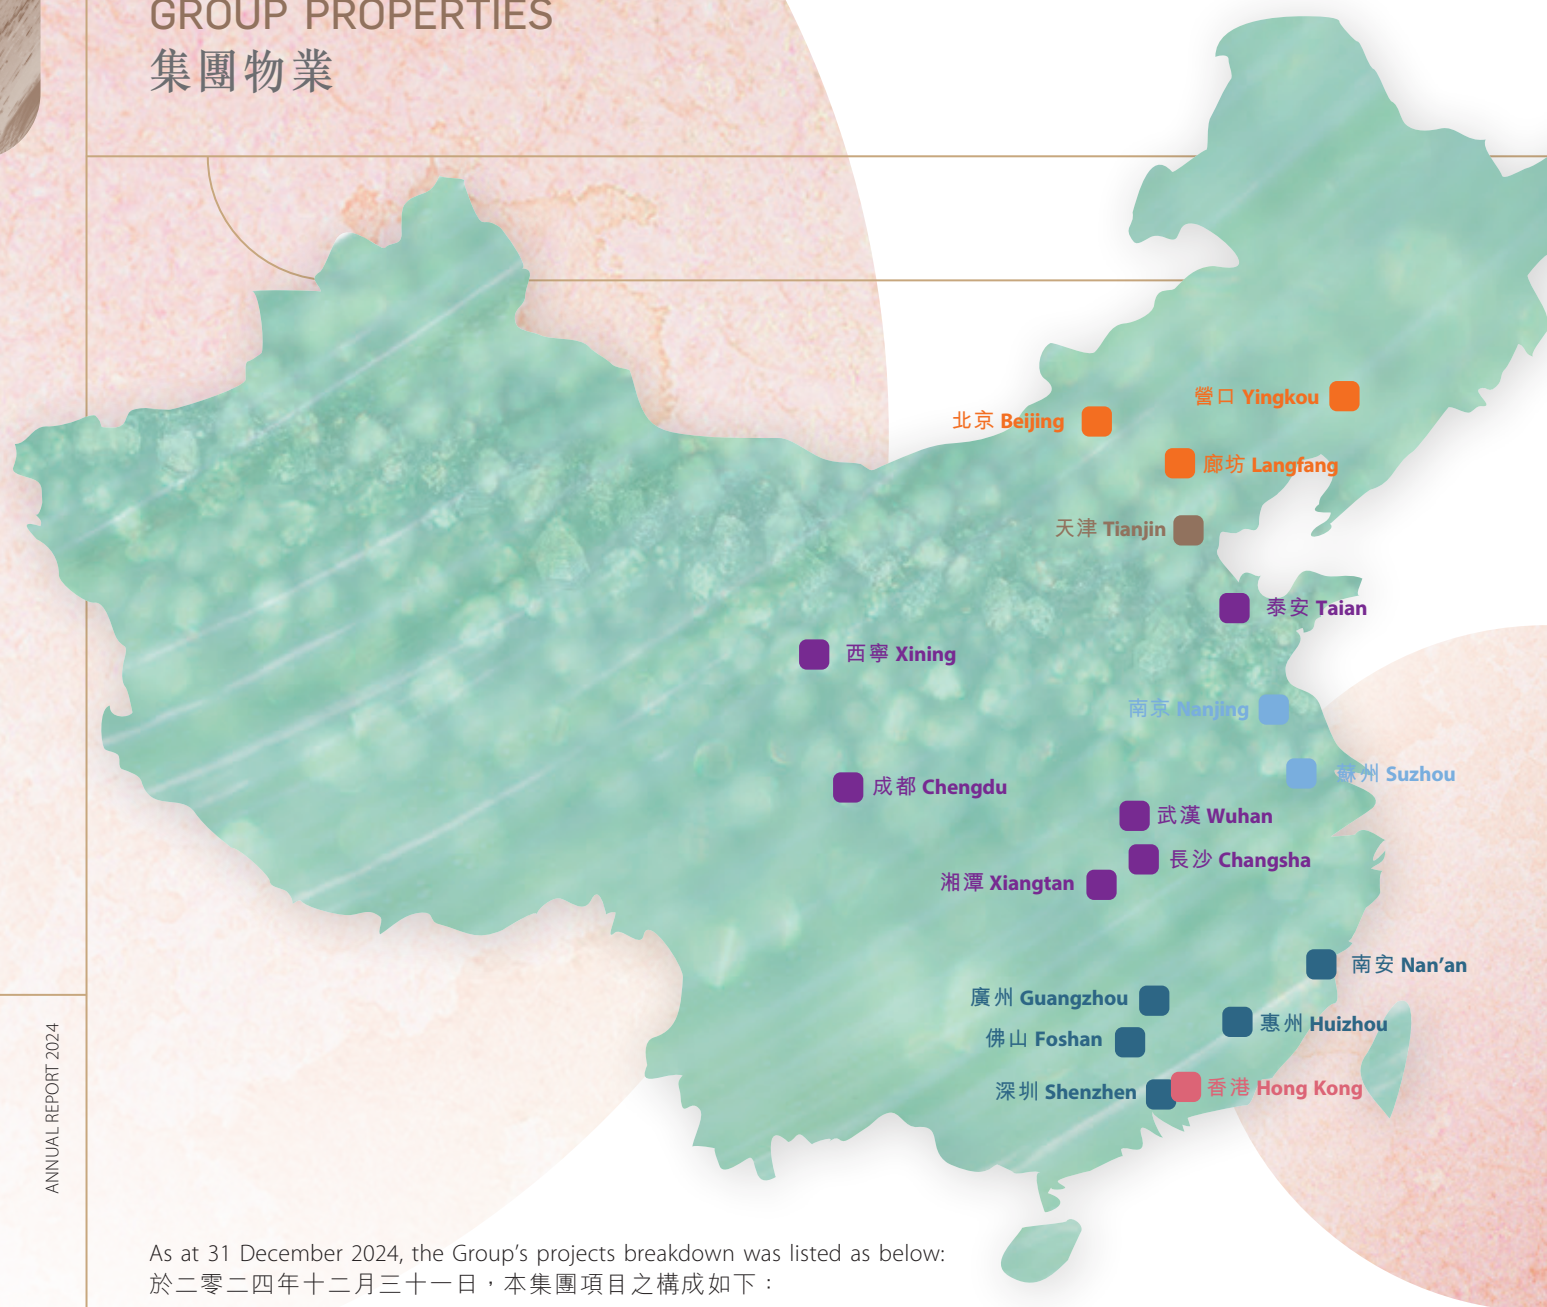 GROUP PROPERTIES
集團物業
營口 Yingkou
北京 Beijing
廊坊 Langfang
天津 Tianjin
泰安 Taian
西寧 Xining
南京 Nanjing
蘇州 Suzhou
成都 Chengdu
武漢 Wuhan
長沙 Changsha
湘潭 Xiangtan
南安 Nan’an
廣州 Guangzhou
惠州 Huizhou
佛山 Foshan
深圳 Shenzhen
香港 Hong Kong
ANNUAL REPORT 2024
As at 31 December 2024, the Group’s projects breakdown was listed as below:
於二零二四年十二月三十一日，本集團項目之構成如下：